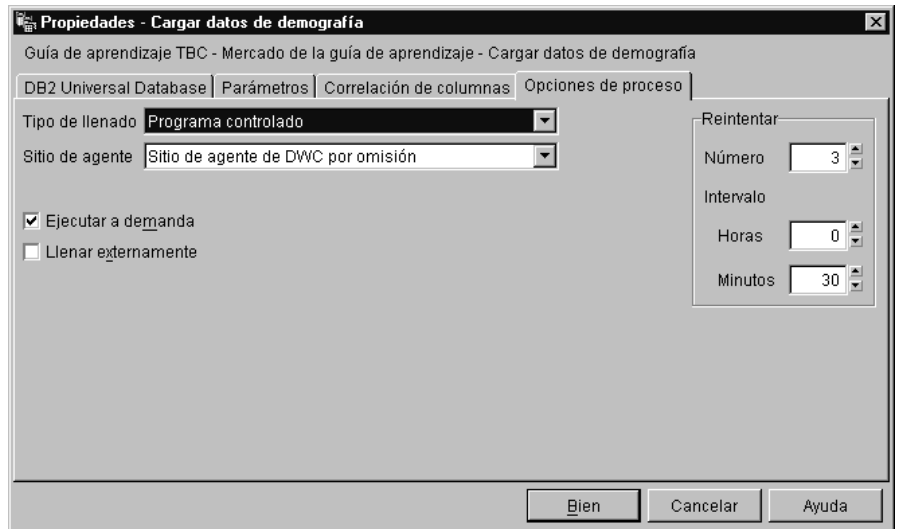 Propiedades - Cargar datos de demografía
Guía de aprendizaje TBC - Mercado de la guía de aprendizaje - Cargar datos de demografía
DB2 Universal Database Parámetros Correlación de columnas Opciones de proceso
Tipo de llenado Programa controlado
Sitio de agente Sitio de agente de DWC por omisión
Ejecutar a demanda
Llenar externamente
Reintentar
Número 3
Intervalo
Horas 0
Minutos 30
Bien Cancelar Ayuda